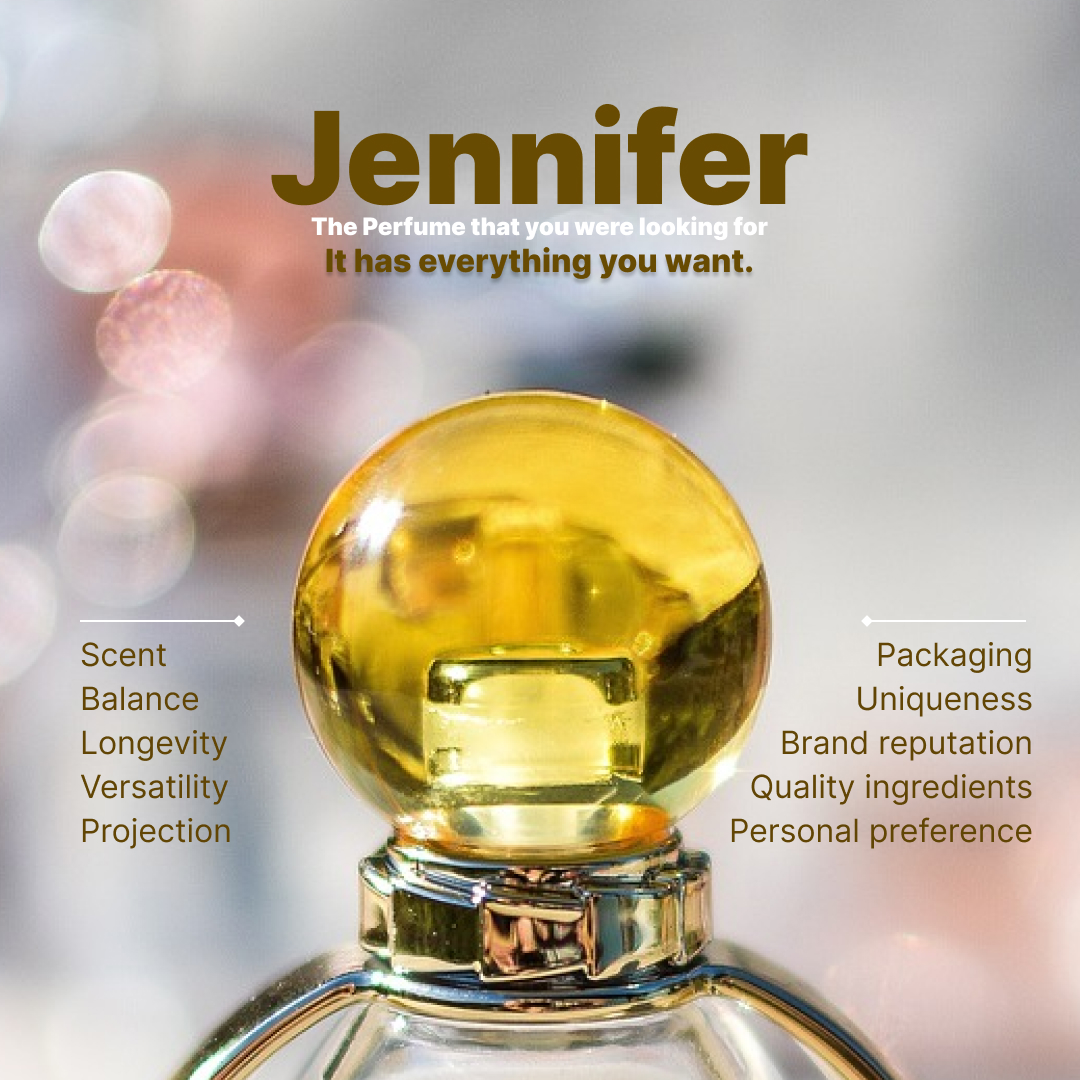 Jennifer
The Perfume that you were looking for
It has everything you want.
Scent
Balance
Longevity
Versatility
Projection
Packaging
Uniqueness
Brand reputation
Quality ingredients
Personal preference